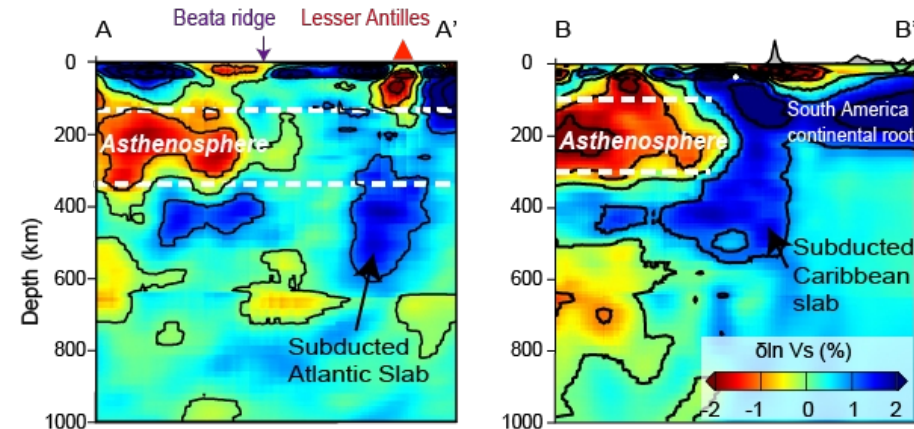 Beata ridge
Lesser Antilles
A
A'
B
B'
0
200
400
600
800
1000
Depth (km)
Asthenosphere
Subducted
Atlantic Slab
0
200
400
600
800
1000
Asthenosphere
South America
continental root
Subducted
Caribbean
slab
δln Vs (%)
-2 -1 0 1 2